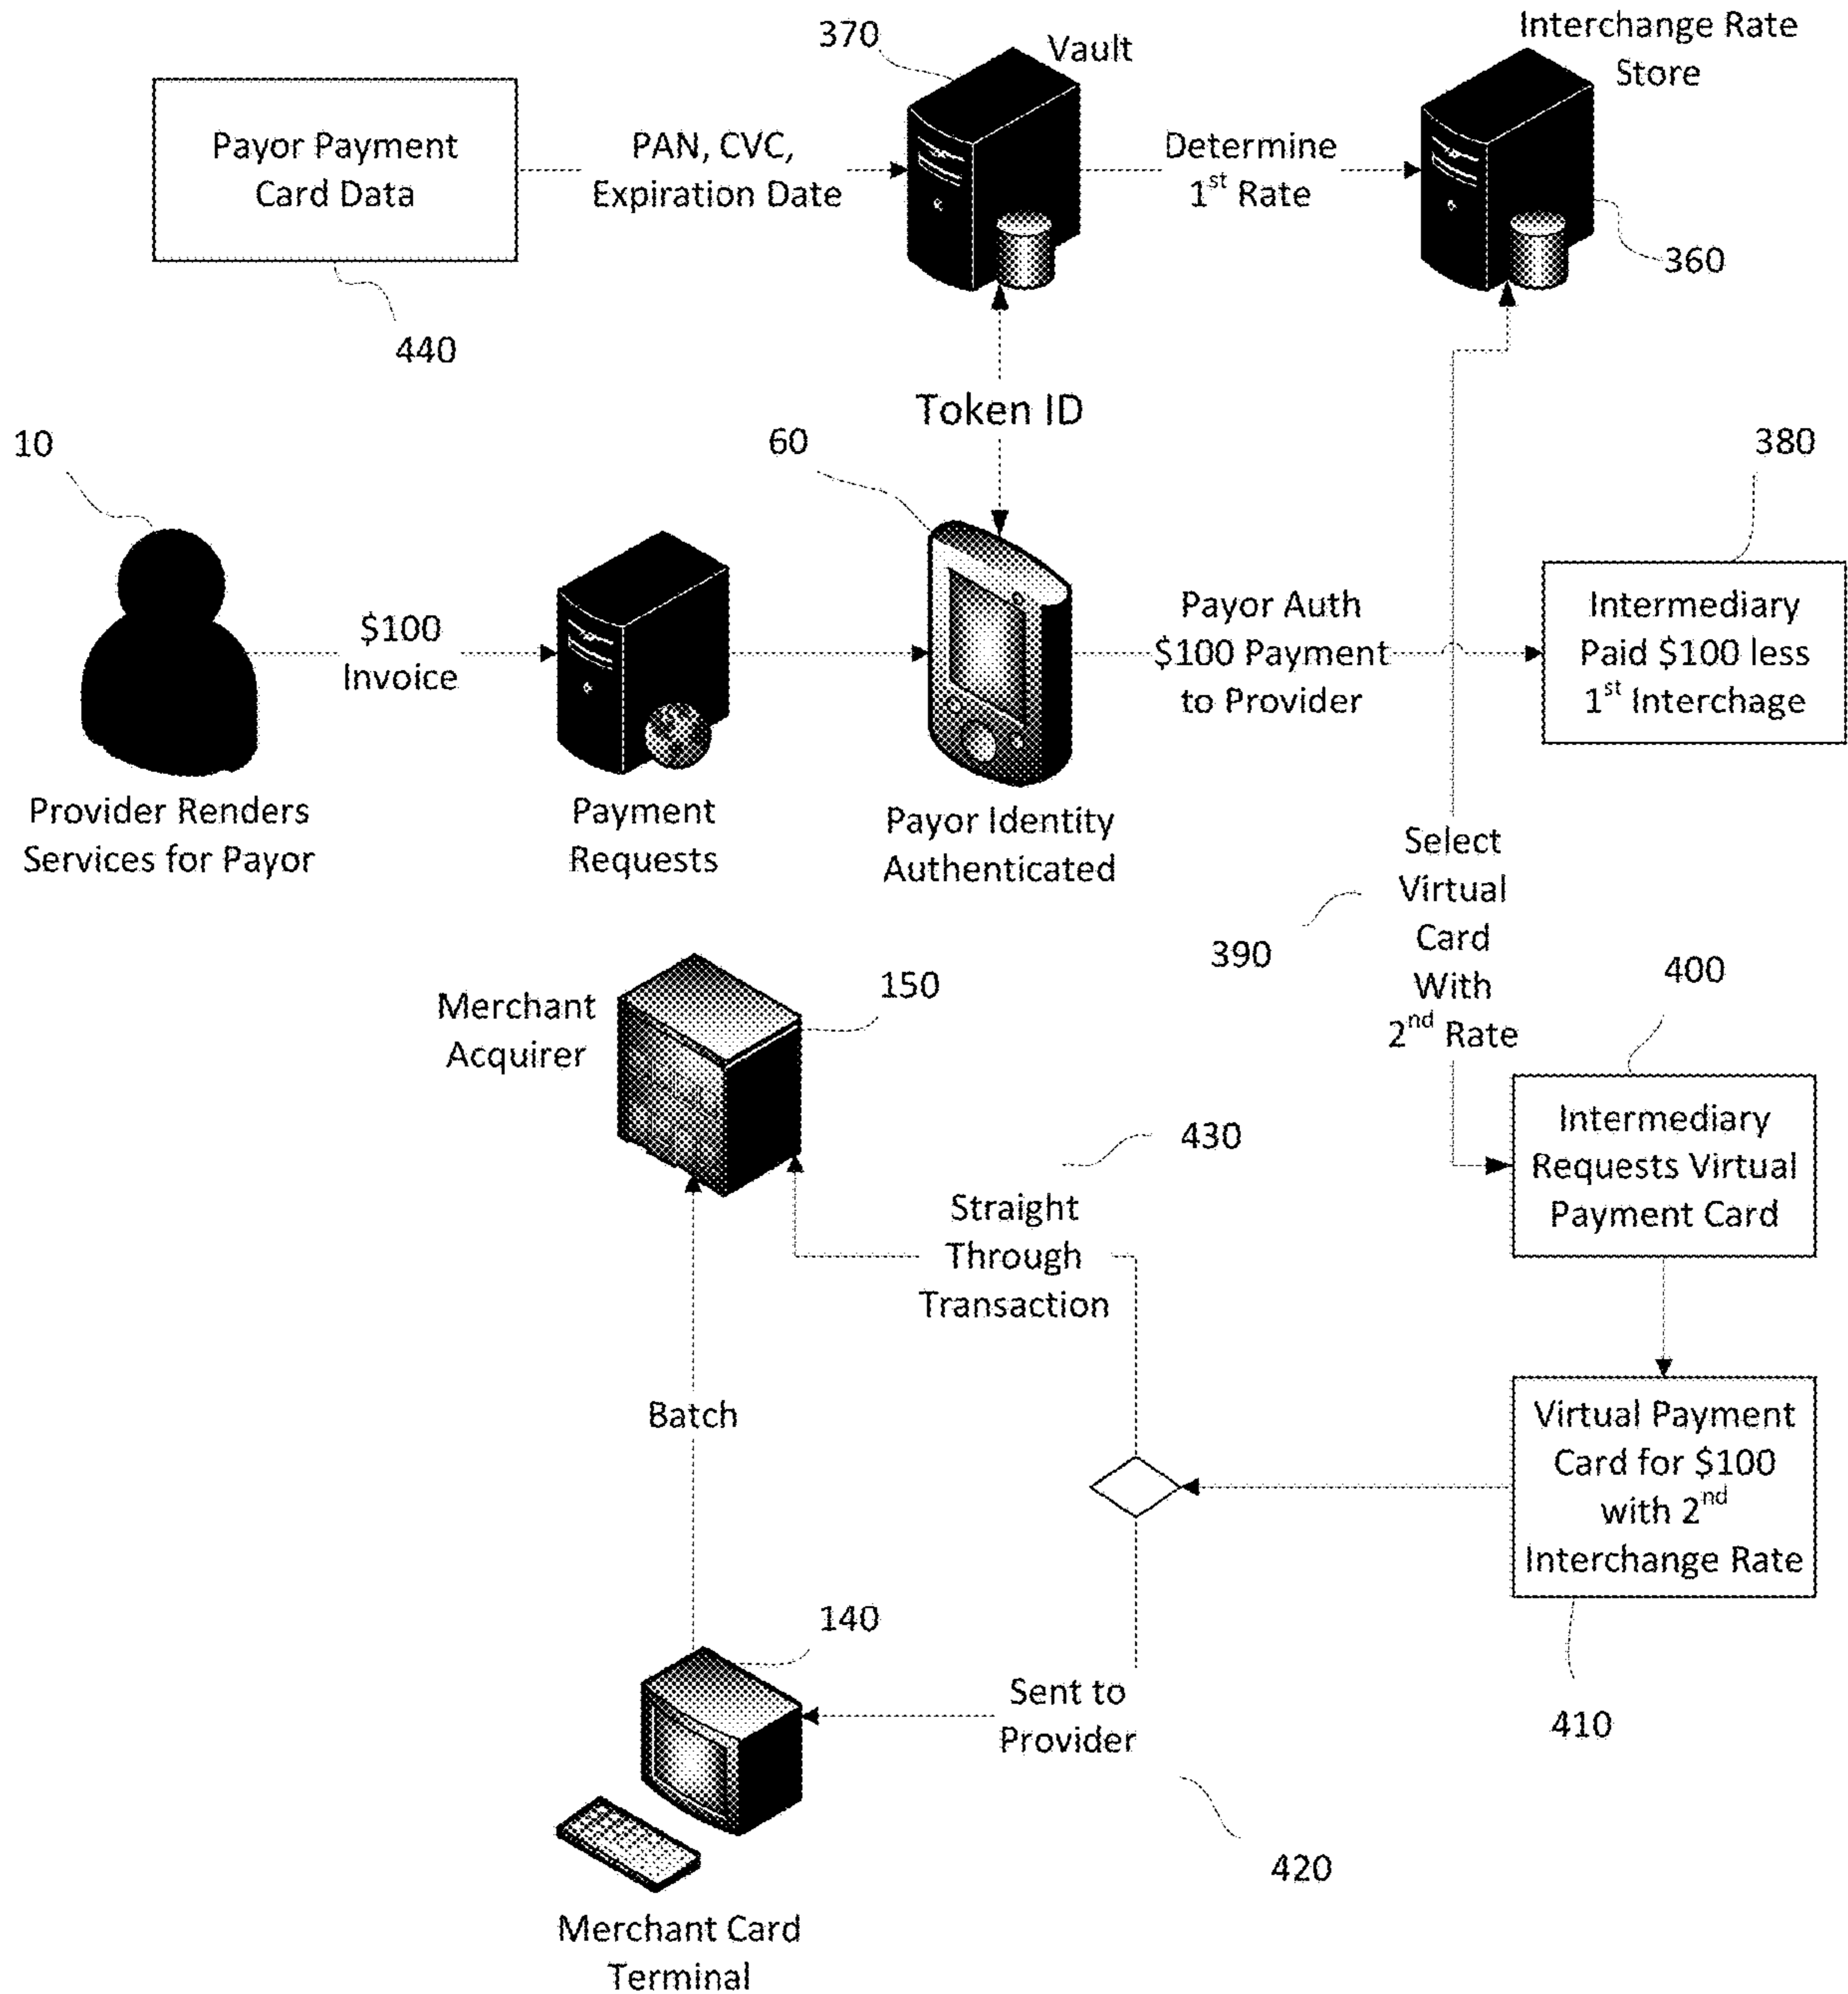 370
Vault
Interchange Rate
Store
Payor Payment
Card Data
PAN, CVC,
Expiration Date
Determine
1st Rate
360
440
Token ID
10
60
380
$100
Invoice
Payor Auth
$100 Payment
to Provider
Intermediary
Paid $100 less
1st Interchage
Provider Renders
Services for Payor
Payment
Requests
Payor Identity
Authenticated
Select
Virtual
Card
With
2nd Rate
390
400
Merchant
Acquirer
150
430
Intermediary
Requests Virtual
Payment Card
Straight
Through
Transaction
Batch
Virtual Payment
Card for $100
with 2nd
Interchange Rate
140
Sent to
Provider
410
420
Merchant Card
Terminal